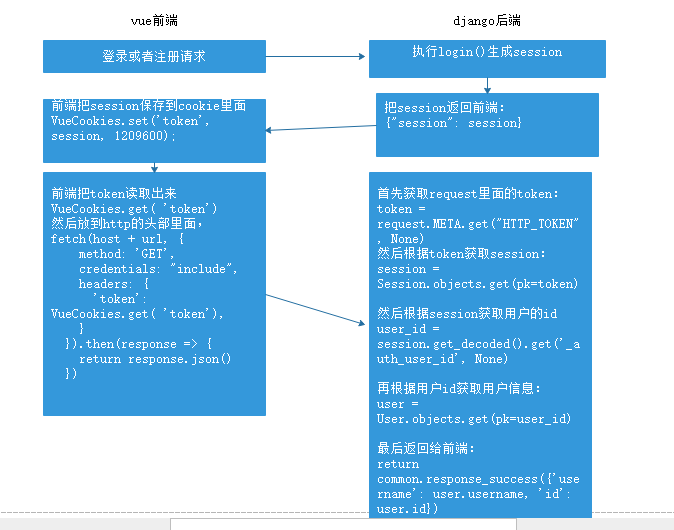 vue前端
django后端
登录或者注册请求
执行login()生成session
前端把session保存到cookie里面
VueCookies.set('token',
session, 1209600);
把session返回前端:
{"session": session}
前端把token读取出来
VueCookies.get( 'token')
然后放到http的头部里面,
fetch(host + url, {
method: 'GET',
credentials: "include",
headers: {
'token':
VueCookies.get( 'token'),
}
}).then(response => {
return response.json()
})
首先获取request里面的token:
token =
request.META.get("HTTP_TOKEN"
, None)
然后根据token获取session:
session =
Session.objects.get(pk=token)
然后根据session获取用户的id
user_id =
session.get_decoded().get('_a
uth_user_id', None)
再根据用户id获取用户信息:
user =
User.objects.get(pk=user_id)
最后返回给前端:
return
common.response_success({'use
rname': user.username, 'id':
user.id})